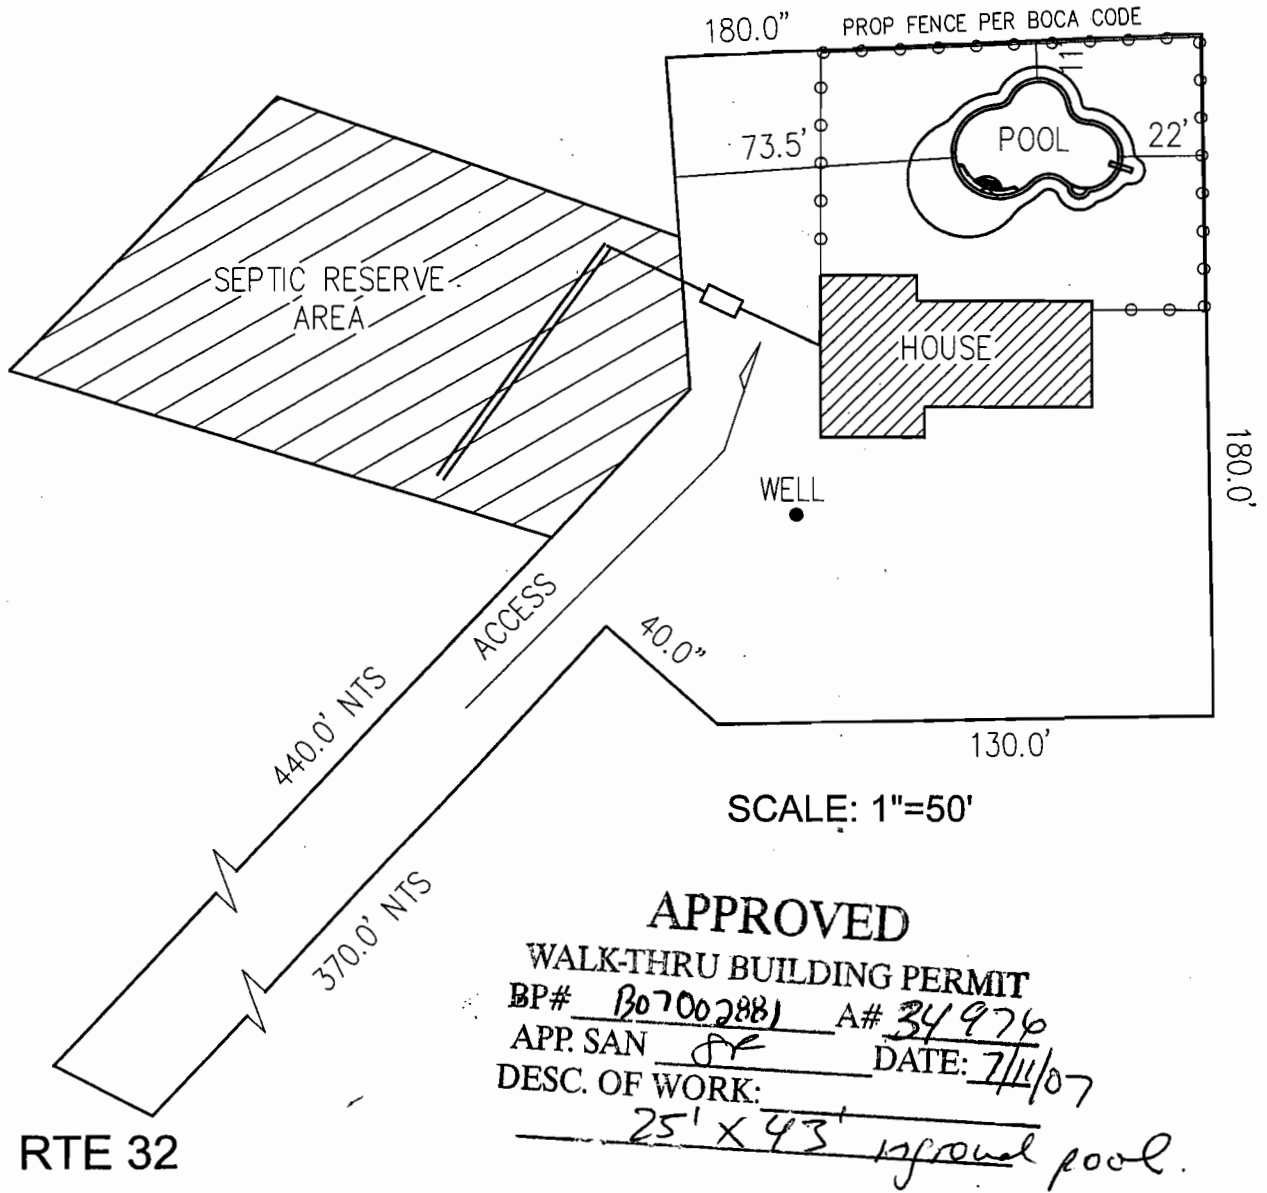 180.0"
PROP FENCE PER BOCA CODE
11'
POOL
22'
73.5'
SEPTIC RESERVE
AREA
HOUSE
180.0'
WELL
ACCESS
40.0"
440.0' NTS
130.0'
SCALE: 1"=50'
370.0' NTS
APPROVED
WALK-THRU BUILDING PERMIT
BP# B07002881 A# 34976
APP. SAN DATE: 7/11/07
DESC. OF WORK:
25' X 43' inground pool.
RTE 32